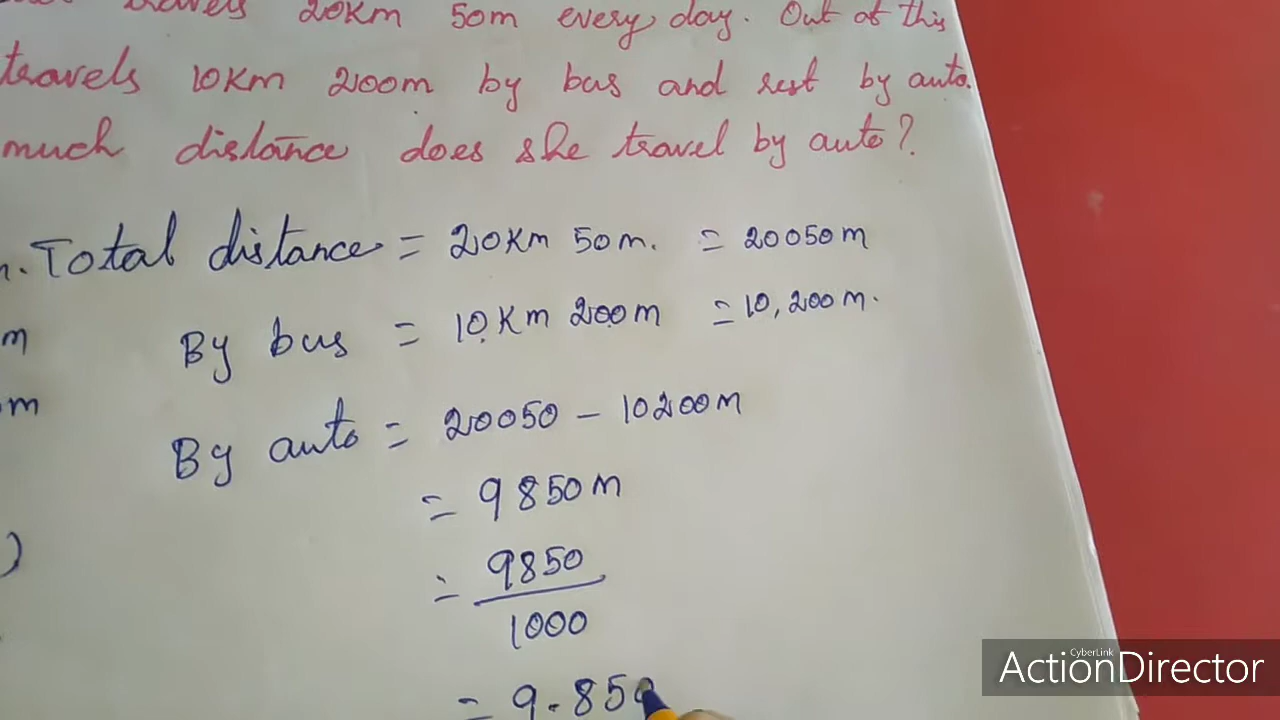 travels 20km 50m every day. Out of this
travels 10km 200m by bus and rest by auto.
much distance does she travel by auto?
n. Total distance = 20km 50m. = 20050m
m By bus = 10km 200m = 10,200m.
m By auto = 20050 - 10200m
= 9850m
)
= 9850
1000
= 9.850
CyberLink
ActionDirector